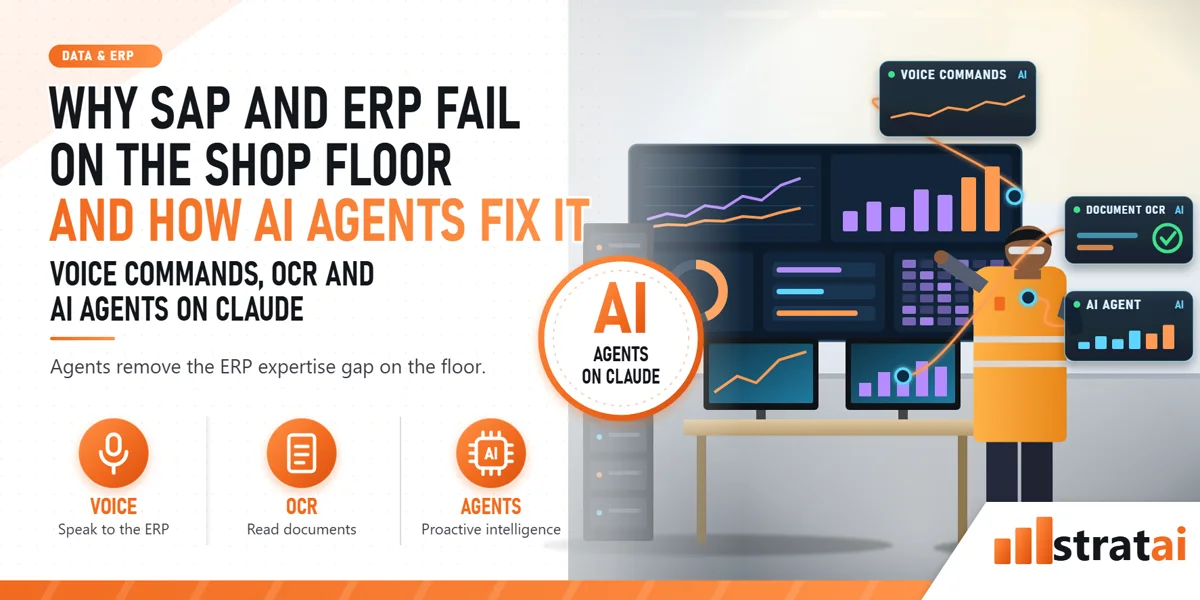 DATA & ERP
WHY SAP AND ERP FAIL
ON THE SHOP FLOOR
AND HOW AI AGENTS FIX IT
VOICE COMMANDS, OCR AND
AI AGENTS ON CLAUDE
Agents remove the ERP expertise gap on the floor.
VOICE
Speak to the ERP
OCR
Read documents
AI
AGENTS
Proactive intelligence
AI
AGENTS
ON CLAUDE
VOICE COMMANDS AI
DOCUMENT OCR AI
AI AGENT AI
stratai